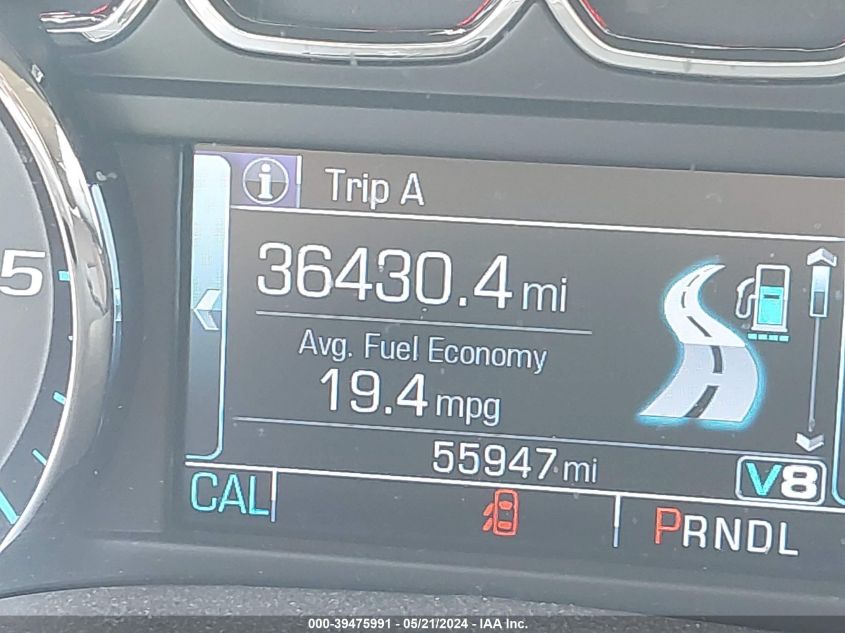 Trip A
36430.4 mi
5
Avg. Fuel Economy
19.4 mpg
55947 mi
V8
CAL
PRNDL
000-39475991 - 05/21/2024 - IAA Inc.